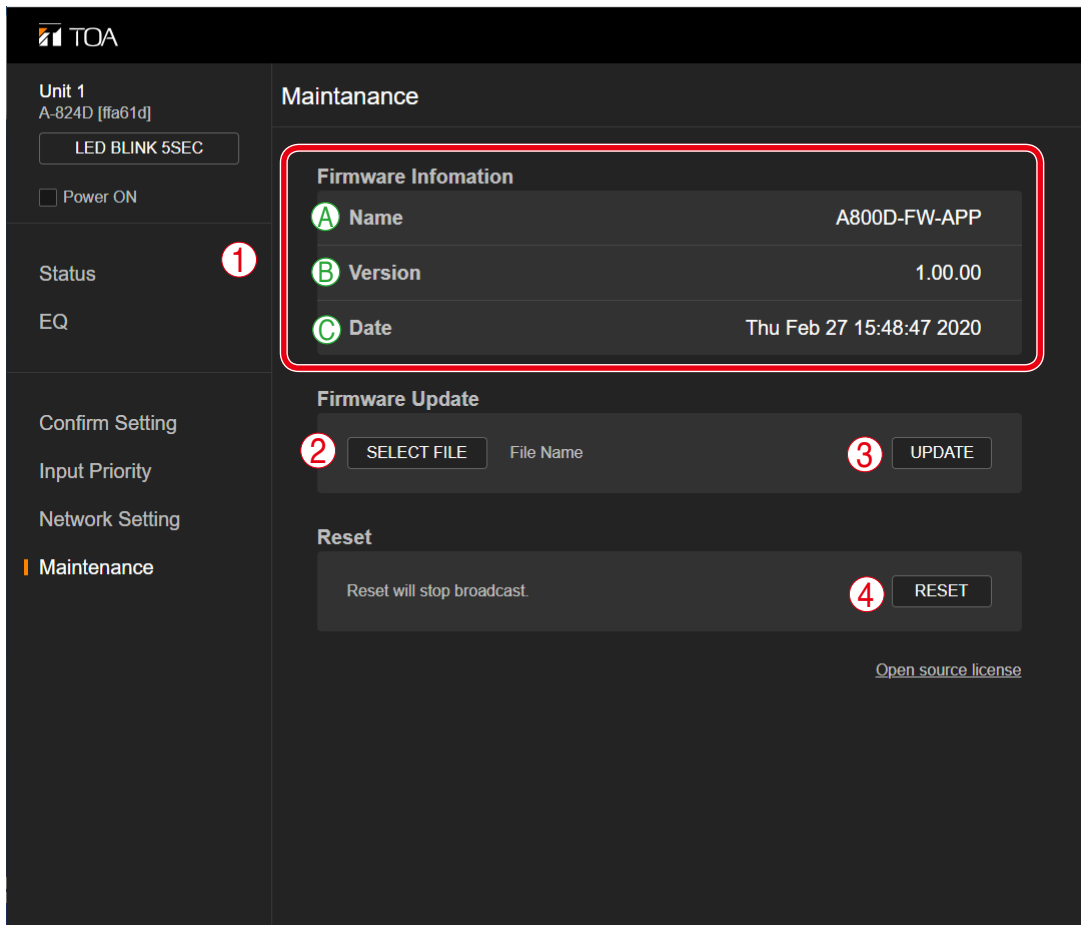 TOA
Unit 1
A-824D [ffa61d]
LED BLINK 5SEC
Power ON
1
Status
EQ
Confirm Setting
Input Priority
Network Setting
Maintenance
Maintanance
Firmware Infomation
A Name A800D-FW-APP
B Version 1.00.00
C Date Thu Feb 27 15:48:47 2020
Firmware Update
2 SELECT FILE File Name 3 UPDATE
Reset
Reset will stop broadcast. 4 RESET
Open source license